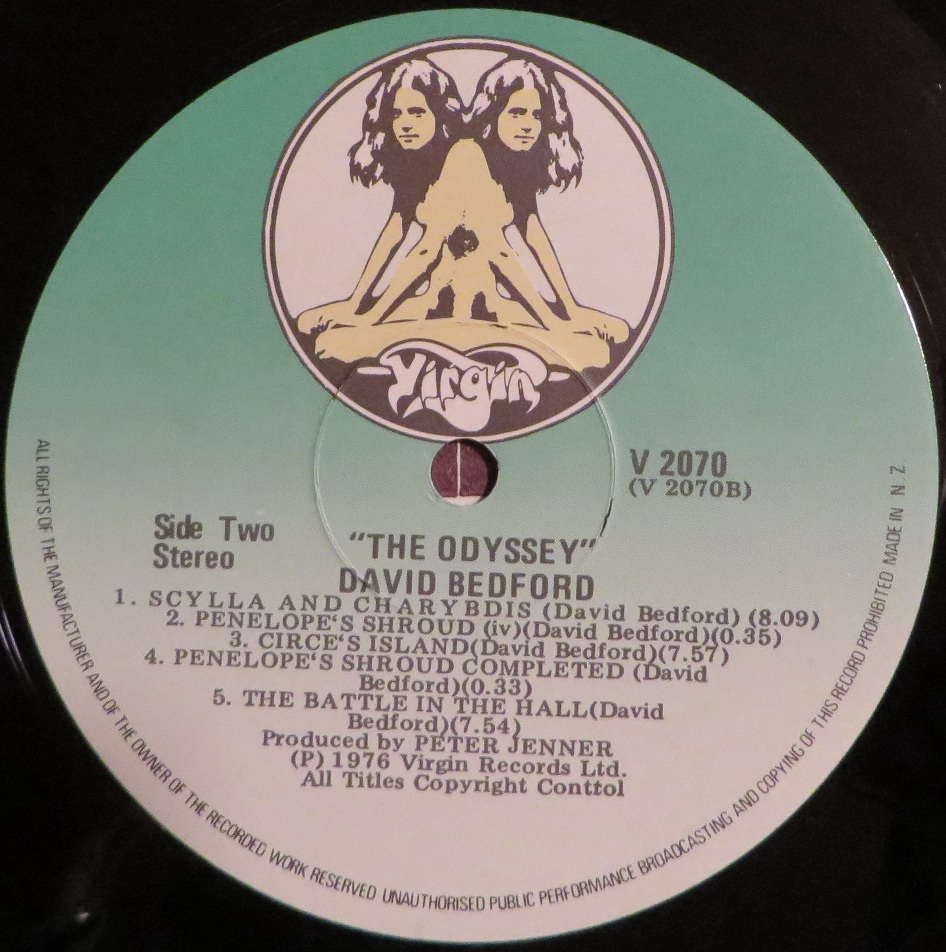 Virgin
V 2070
(V 2070B)
Side Two
Stereo
"THE ODYSSEY"
DAVID BEDFORD
1. SCYLLA AND CHARYBDIS (David Bedford) (8.09)
2. PENELOPE'S SHROUD (iv)(David Bedford)(0.35)
3. CIRCE'S ISLAND(David Bedford)(7.57)
4. PENELOPE'S SHROUD COMPLETED (David
Bedford)(0.33)
5. THE BATTLE IN THE HALL(David
Bedford)(7.54)
Produced by PETER JENNER
(P) 1976 Virgin Records Ltd.
All Titles Copyright Conttol
ALL RIGHTS OF THE MANUFACTURER AND OF THE OWNER OF THE RECORDED WORK RESERVED UNAUTHORISED PUBLIC PERFORMANCE BROADCASTING AND COPYING OF THIS RECORD PROHIBITED MADE IN N.Z.